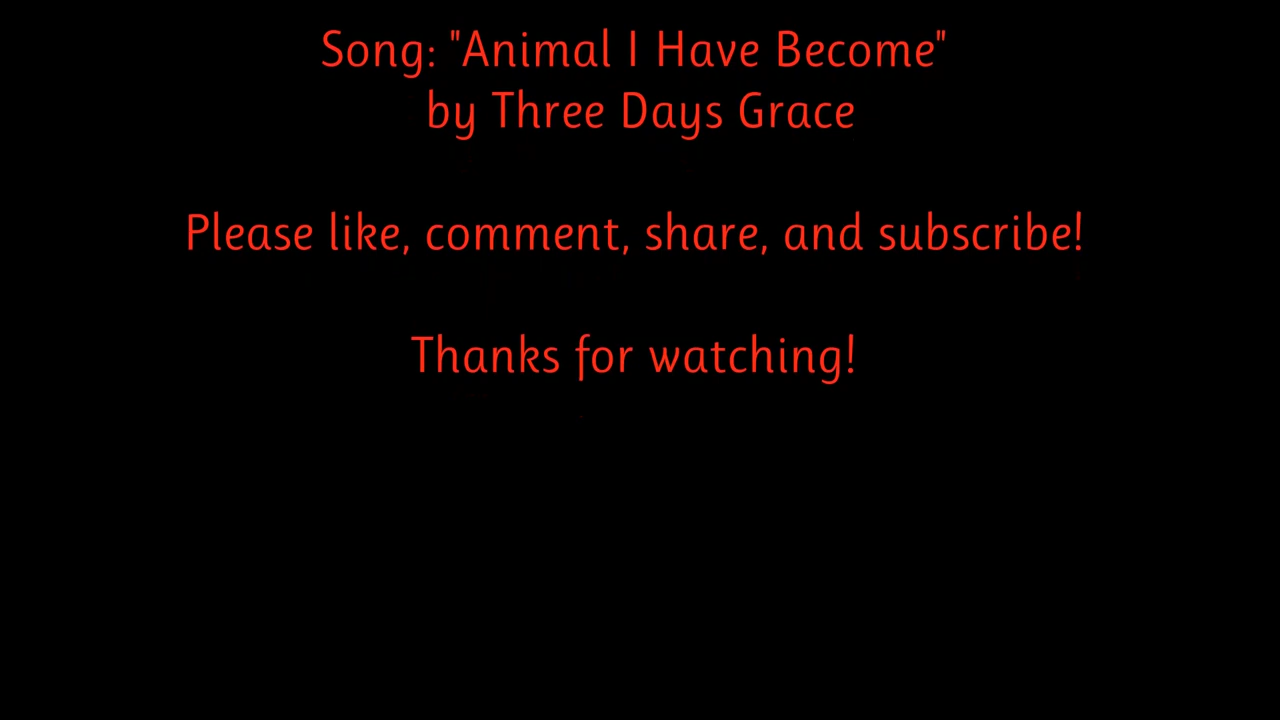 Song: "Animal I Have Become"
by Three Days Grace
Please like, comment, share, and subscribe!
Thanks for watching!